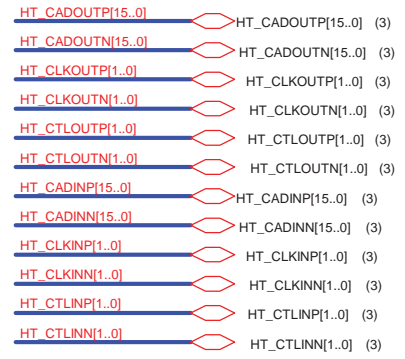 HT_CADOUTP[15..0] HT_CADOUTP[15..0] (3)
HT_CADOUTN[15..0] HT_CADOUTN[15..0] (3)
HT_CLKOUTP[1..0] HT_CLKOUTP[1..0] (3)
HT_CLKOUTN[1..0] HT_CLKOUTN[1..0] (3)
HT_CTLOUTP[1..0] HT_CTLOUTP[1..0] (3)
HT_CTLOUTN[1..0] HT_CTLOUTN[1..0] (3)
HT_CADINP[15..0] HT_CADINP[15..0] (3)
HT_CADINN[15..0] HT_CADINN[15..0] (3)
HT_CLKINP[1..0] HT_CLKINP[1..0] (3)
HT_CLKINN[1..0] HT_CLKINN[1..0] (3)
HT_CTLINP[1..0] HT_CTLINP[1..0] (3)
HT_CTLINN[1..0] HT_CTLINN[1..0] (3)